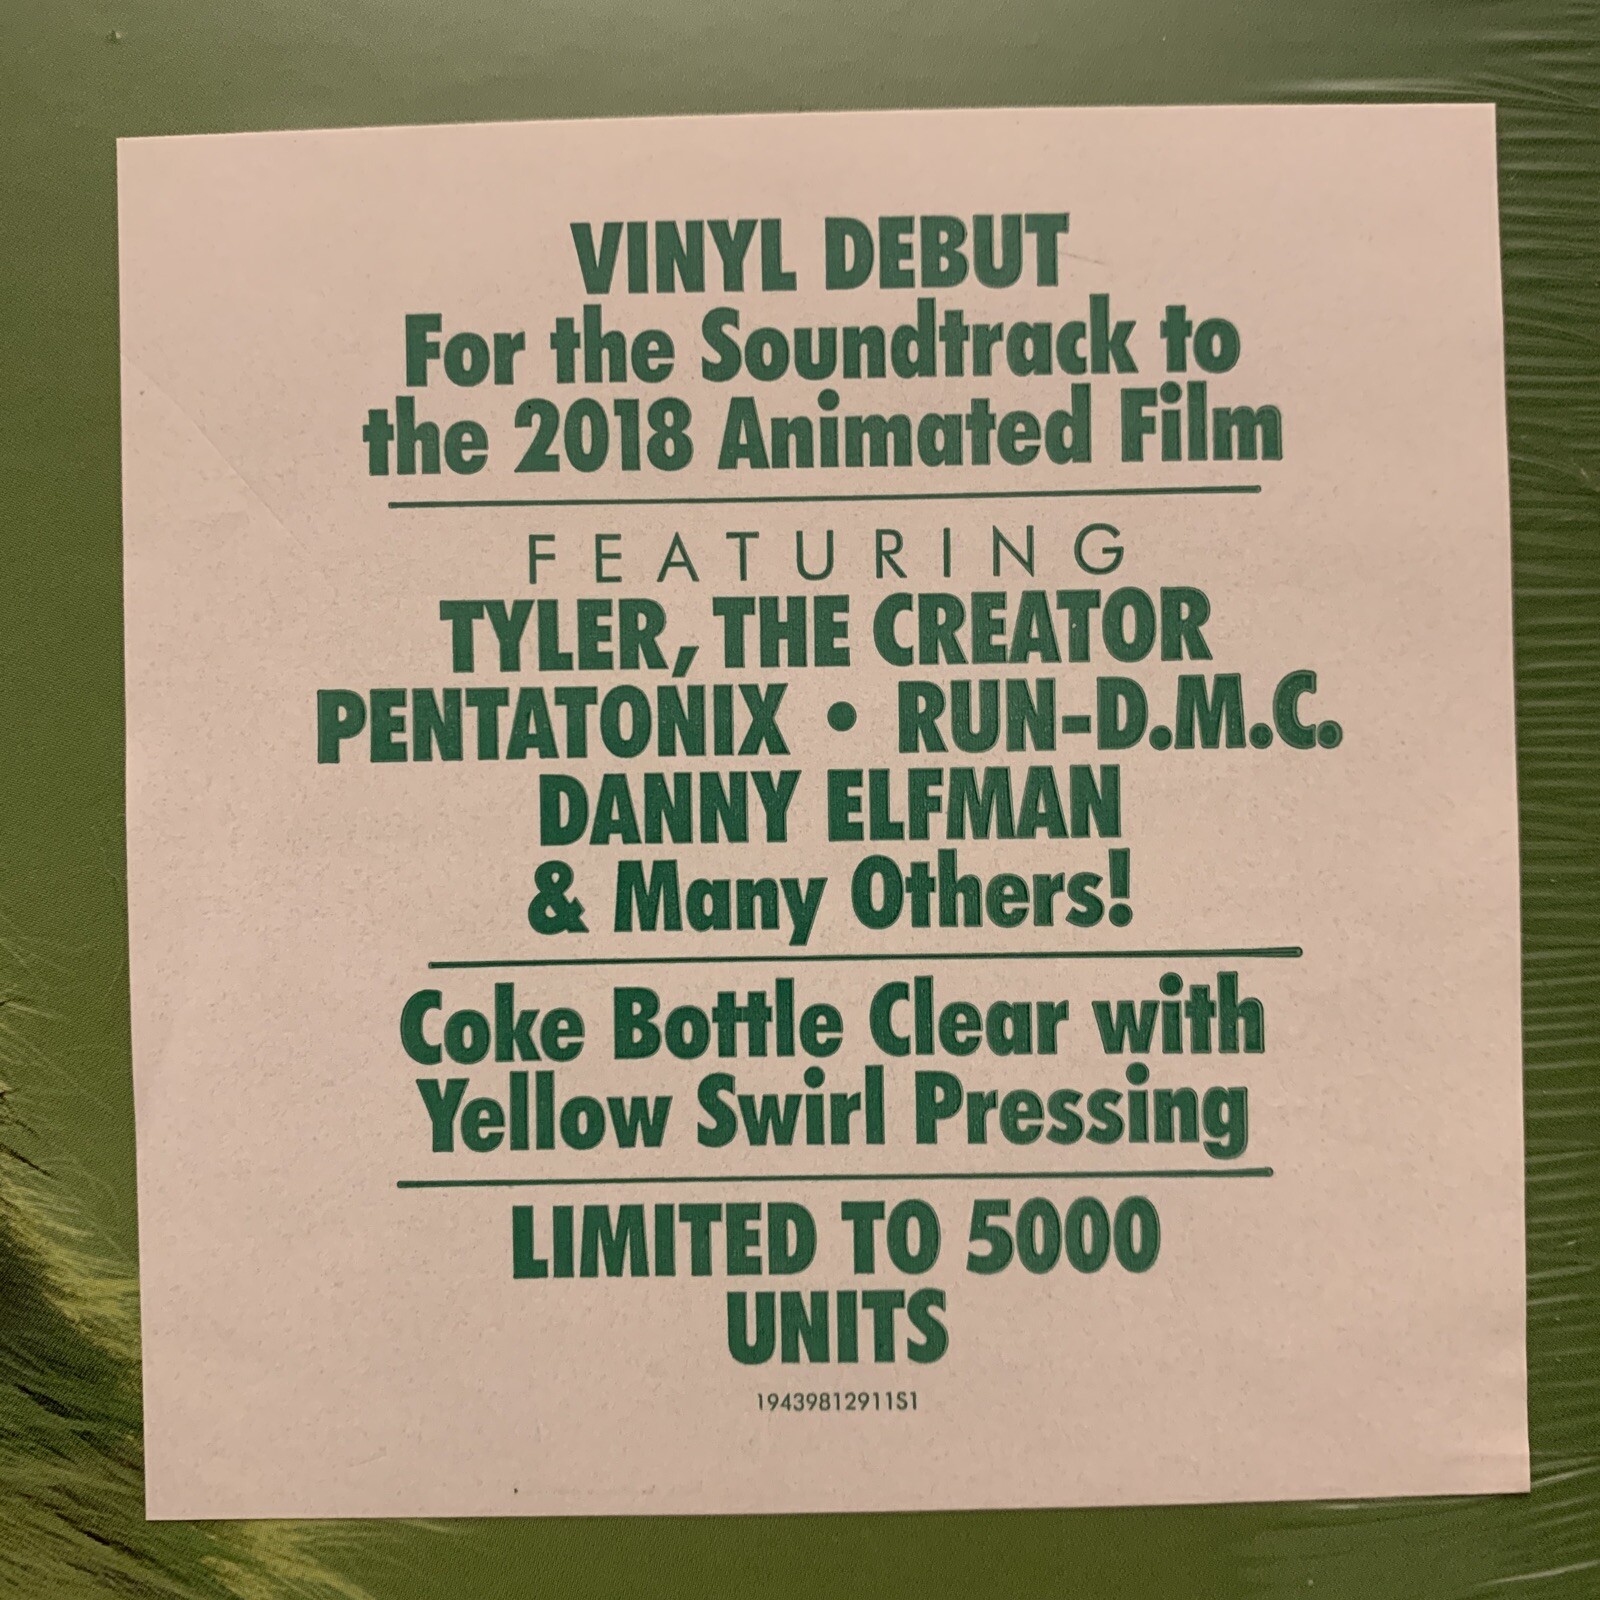 VINYL DEBUT
For the Soundtrack to
the 2018 Animated Film
FEATURING
TYLER, THE CREATOR
PENTATONIX • RUN-D.M.C.
DANNY ELFMAN
& Many Others!
Coke Bottle Clear with
Yellow Swirl Pressing
LIMITED TO 5000
UNITS
19439812911S1